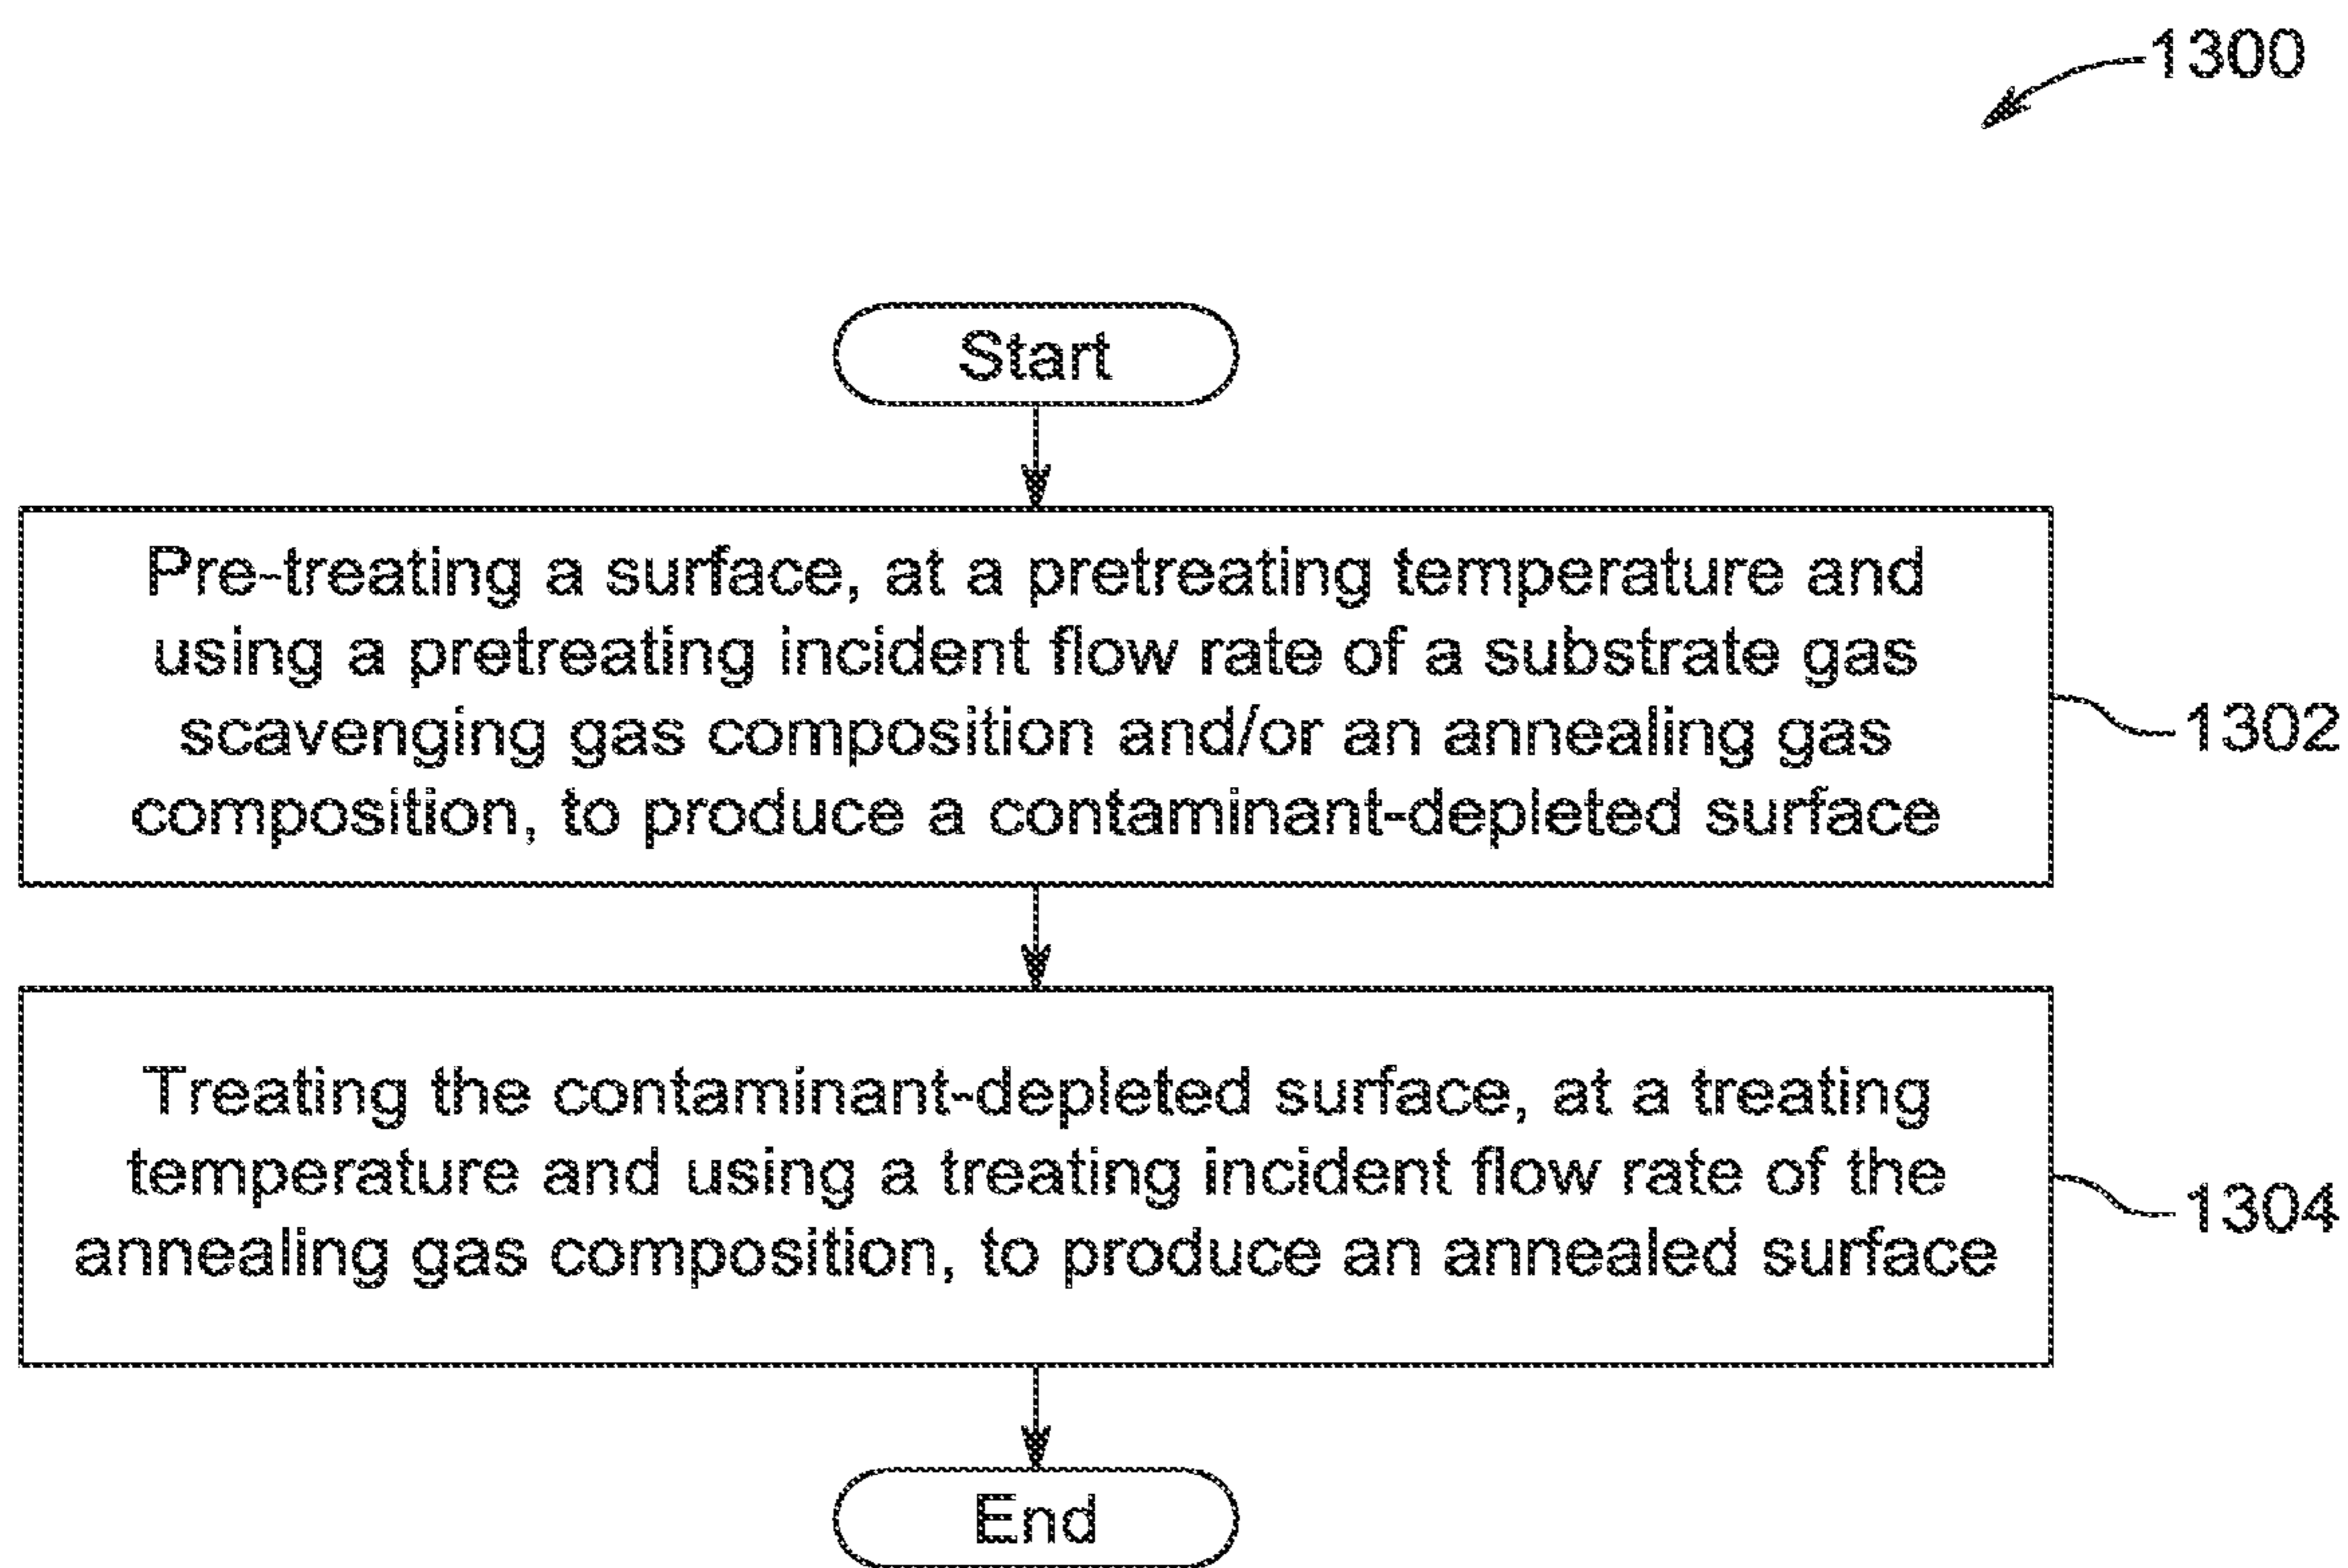 1300
Start
Pre-treating a surface, at a pretreating temperature and
using a pretreating incident flow rate of a substrate gas
scavenging gas composition and/or an annealing gas
composition, to produce a contaminant-depleted surface
1302
Treating the contaminant-depleted surface, at a treating
temperature and using a treating incident flow rate of the
annealing gas composition, to produce an annealed surface
1304
End